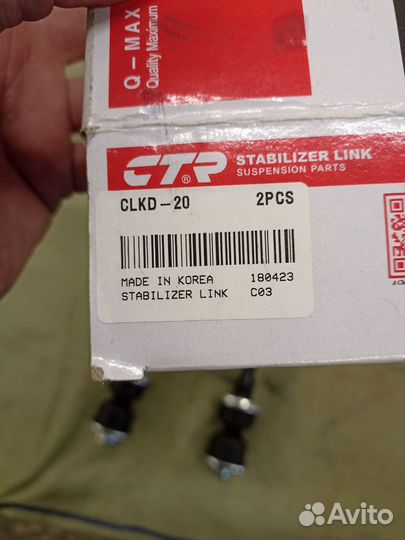 Q-MAX
Quality Maximum
CTR®
STABILIZER LINK
SUSPENSION PARTS
CLKD-20 2PCS
MADE IN KOREA 180423
STABILIZER LINK C03
Avito